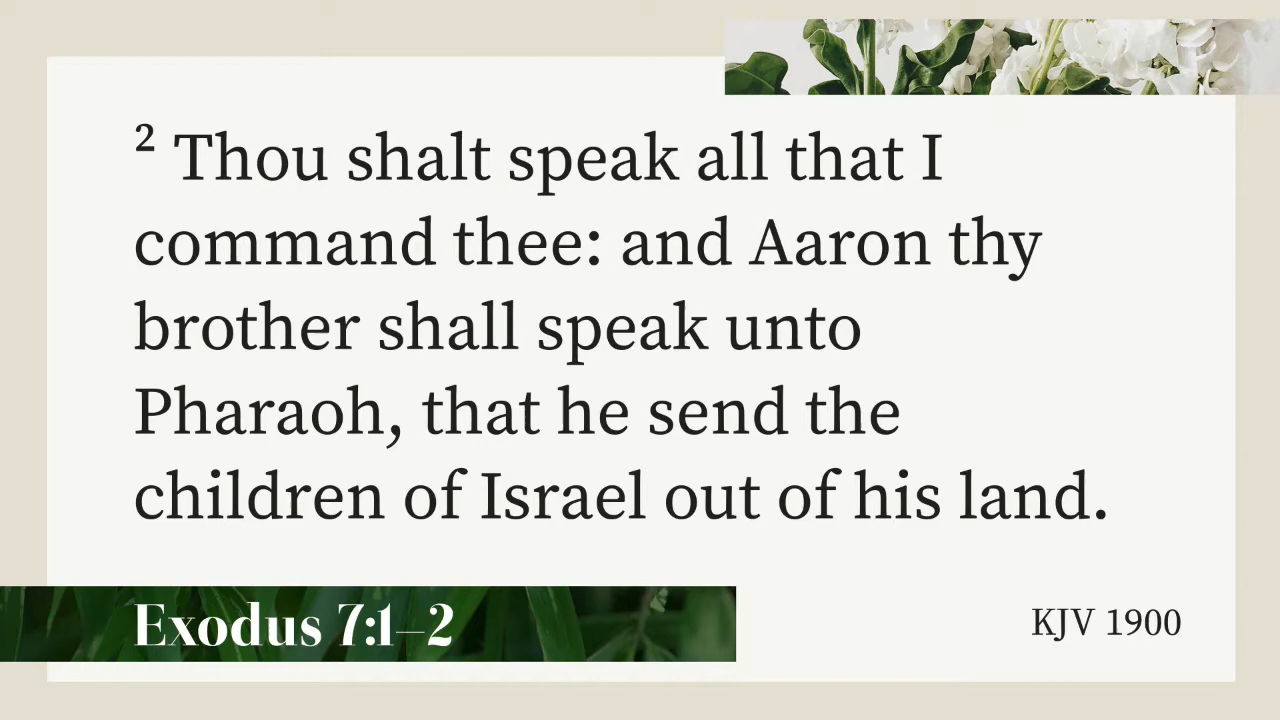 ² Thou shalt speak all that I
command thee: and Aaron thy
brother shall speak unto
Pharaoh, that he send the
children of Israel out of his land.
Exodus 7:1–2
KJV 1900